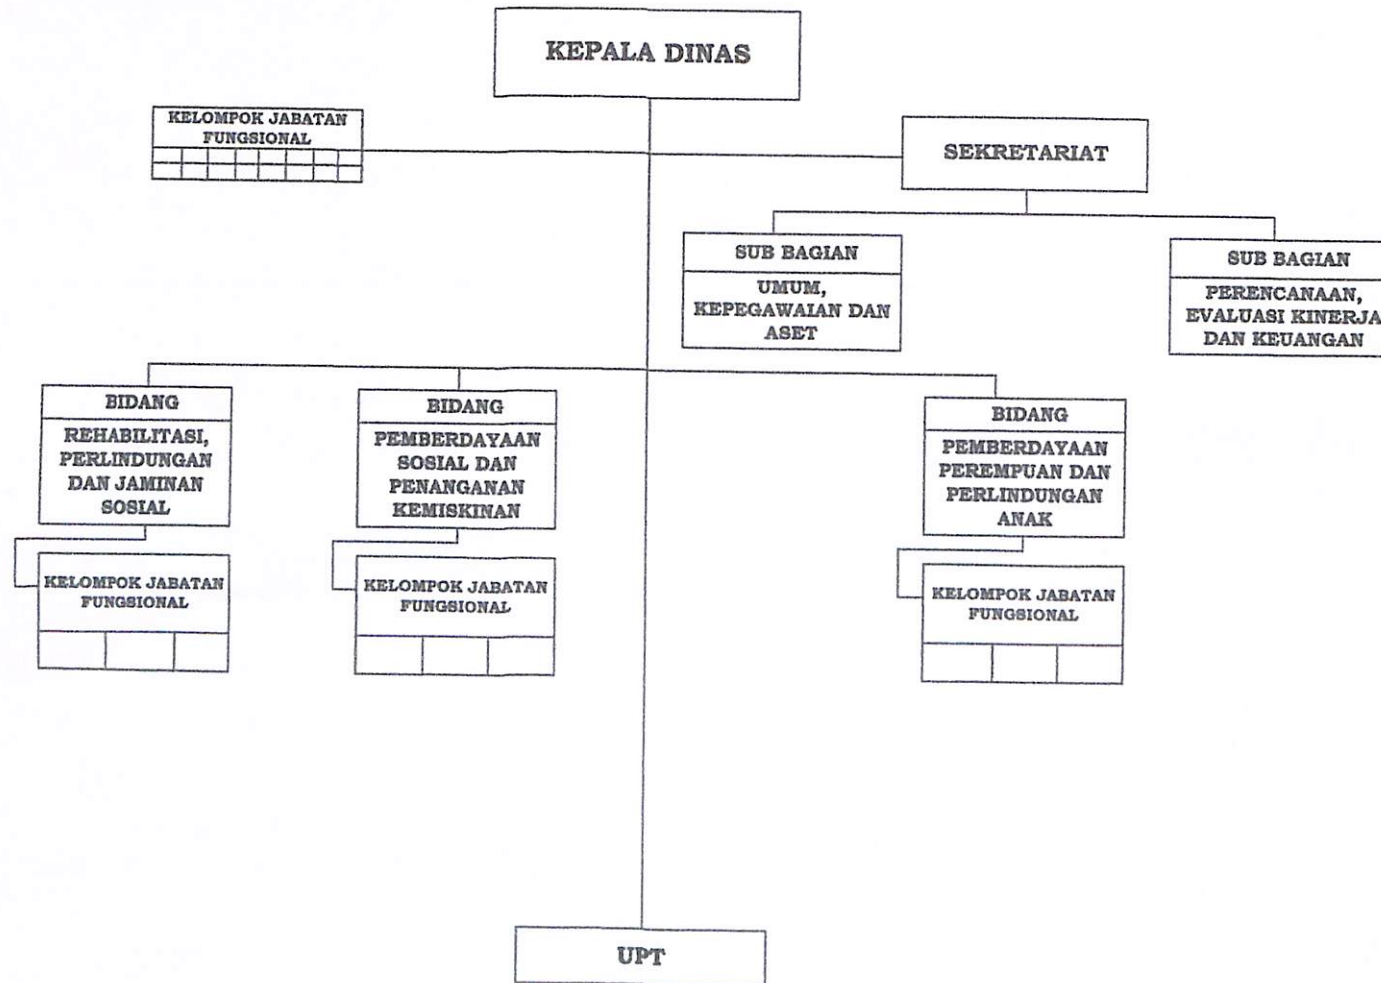 KEPALA DINAS
KELOMPOK JABATAN
FUNGSIONAL
SEKRETARIAT
SUB BAGIAN
UMUM,
KEPEGAWAIAN DAN
ASET
SUB BAGIAN
PERENCANAAN,
EVALUASI KINERJA
DAN KEUANGAN
BIDANG
REHABILITASI,
PERLINDUNGAN
DAN JAMINAN
SOSIAL
BIDANG
PEMBERDAYAAN
SOSIAL DAN
PENANGANAN
KEMISKINAN
BIDANG
PEMBERDAYAAN
PEREMPUAN DAN
PERLINDUNGAN
ANAK
KELOMPOK JABATAN
FUNGSIONAL
KELOMPOK JABATAN
FUNGSIONAL
KELOMPOK JABATAN
FUNGSIONAL
UPT